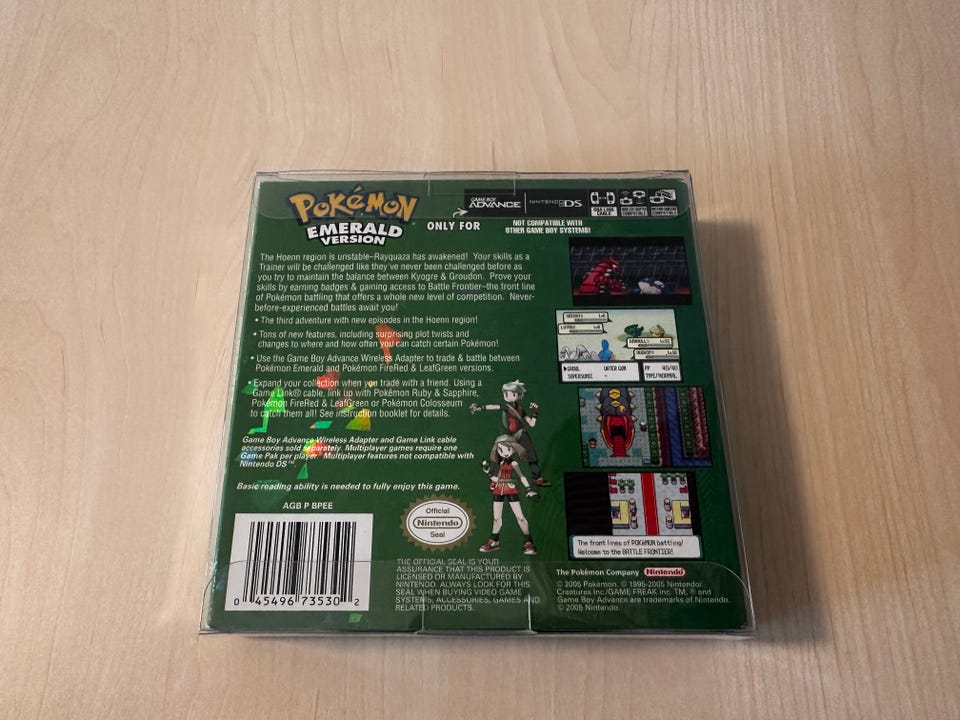 POKéMON
EMERALD
VERSION
ONLY FOR
GAME BOY
ADVANCE
NINTENDO DS
GBA LINK
CABLE
NOT COMPATIBLE WITH
OTHER GAME BOY SYSTEMS!
The Hoenn region is unstable–Rayquaza has awakened! Your skills as a
Trainer will be challenged like they've never been challenged before as
you try to maintain the balance between Kyogre & Groudon. Prove your
skills by earning badges & gaining access to Battle Frontier–the front line
of Pokémon battling that offers a whole new level of competition. Never-
before-experienced battles await you!
• The third adventure with new episodes in the Hoenn region!
• Tons of new features, including surprising plot twists and
changes to where and how often you can catch certain Pokémon!
• Use the Game Boy Advance Wireless Adapter to trade & battle between
Pokémon Emerald and Pokémon FireRed & LeafGreen versions.
• Expand your collection when you trade with a friend. Using a
Game Link® cable, link up with Pokémon Ruby & Sapphire,
Pokémon FireRed & LeafGreen or Pokémon Colosseum
to catch them all! See instruction booklet for details.
Game Boy Advance Wireless Adapter and Game Link cable
accessories sold separately. Multiplayer games require one
Game Pak per player. Multiplayer features not compatible with
Nintendo DS™.
Basic reading ability is needed to fully enjoy this game.
AGB P BPEE
0 45496 73530 2
Official
Nintendo
Seal
THE OFFICIAL SEAL IS YOUR
ASSURANCE THAT THIS PRODUCT IS
LICENSED OR MANUFACTURED BY
NINTENDO. ALWAYS LOOK FOR THIS
SEAL WHEN BUYING VIDEO GAME
SYSTEMS, ACCESSORIES, GAMES AND
RELATED PRODUCTS.
GROWL WATER GUN
SUPERSONIC -
PP 40/40
TYPE/NORMAL
The front lines of POKéMON battling!
Welcome to the BATTLE FRONTIER!
The Pokémon Company Nintendo
© 2005 Pokémon. © 1995-2005 Nintendo/
Creatures inc./GAME FREAK inc. TM, ® and
Game Boy Advance are trademarks of Nintendo.
© 2005 Nintendo.